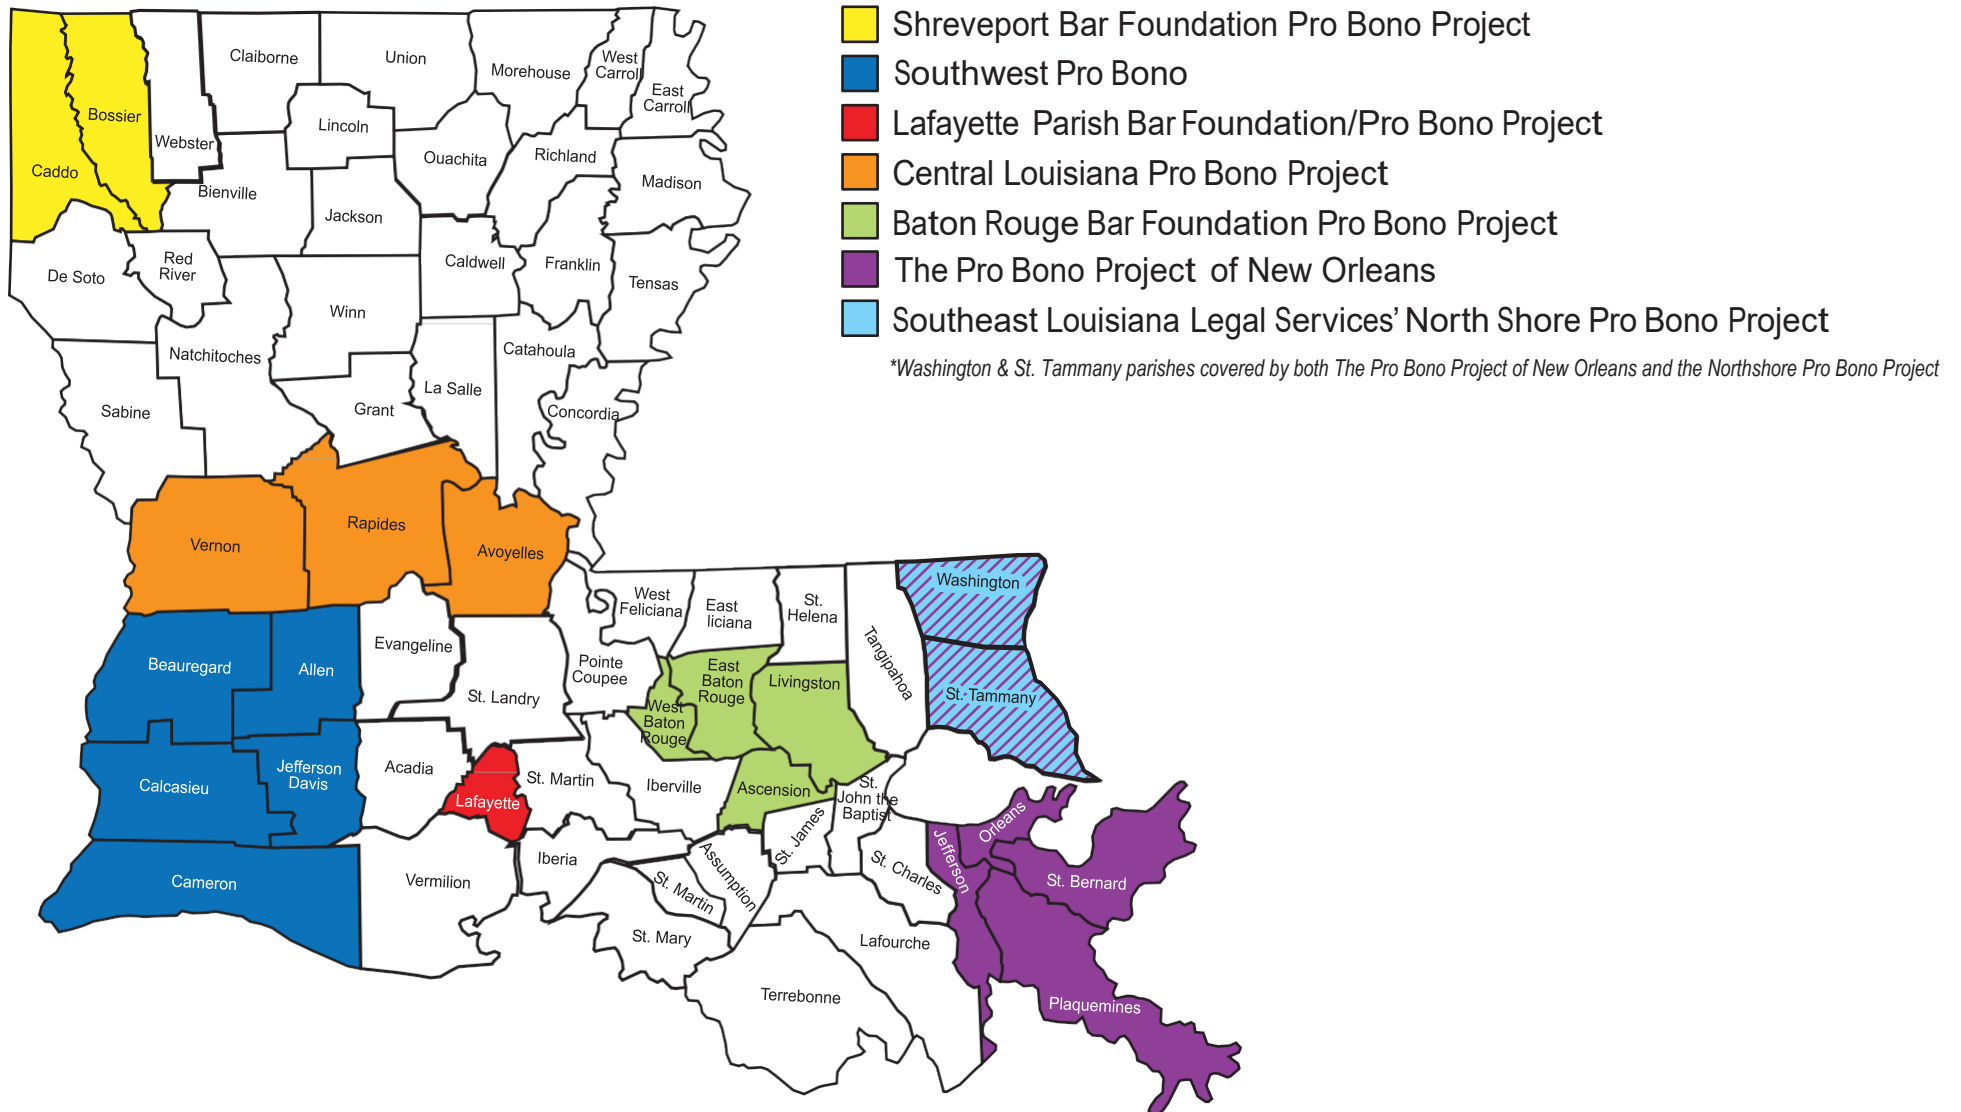 Shreveport Bar Foundation Pro Bono Project
Southwest Pro Bono
Lafayette Parish Bar Foundation/Pro Bono Project
Central Louisiana Pro Bono Project
Baton Rouge Bar Foundation Pro Bono Project
The Pro Bono Project of New Orleans
Southeast Louisiana Legal Services’ North Shore Pro Bono Project
*Washington & St. Tammany parishes covered by both The Pro Bono Project of New Orleans and the Northshore Pro Bono Project
Caddo
Bossier
Webster
Claiborne
Union
Morehouse
West
Carroll
East
Carroll
Lincoln
Ouachita
Richland
Madison
Bienville
Jackson
De Soto
Red
River
Caldwell
Franklin
Tensas
Winn
Natchitoches
Catahoula
La Salle
Sabine
Grant
Concordia
Vernon
Rapides
Avoyelles
Beauregard
Allen
Evangeline
West
Feliciana
East
liciana
St.
Helena
Tangipahoa
Washington
St. Tammany
St. Landry
Pointe
Coupee
East
Baton
Rouge
Livingston
West
Baton
Rouge
Calcasieu
Jefferson
Davis
Acadia
Lafayette
St. Martin
Iberville
Ascension
St.
John the
Baptist
St. James
Orleans
Jefferson
St. Bernard
St. Charles
Cameron
Vermilion
Iberia
Assumption
St. Martin
St. Mary
Lafourche
Terrebonne
Plaquemines